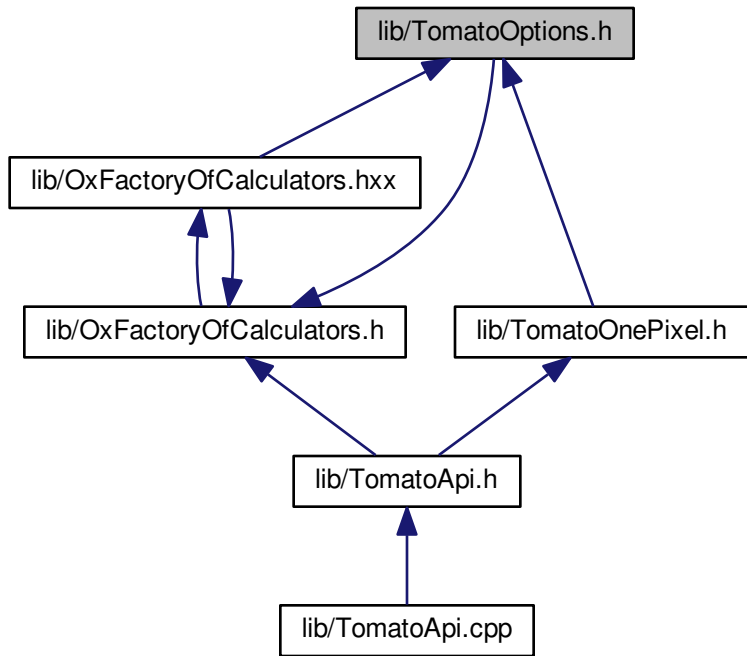 lib/TomatoOptions.h
lib/OxFactoryOfCalculators.hxx
lib/OxFactoryOfCalculators.h
lib/TomatoOnePixel.h
lib/TomatoApi.h
lib/TomatoApi.cpp